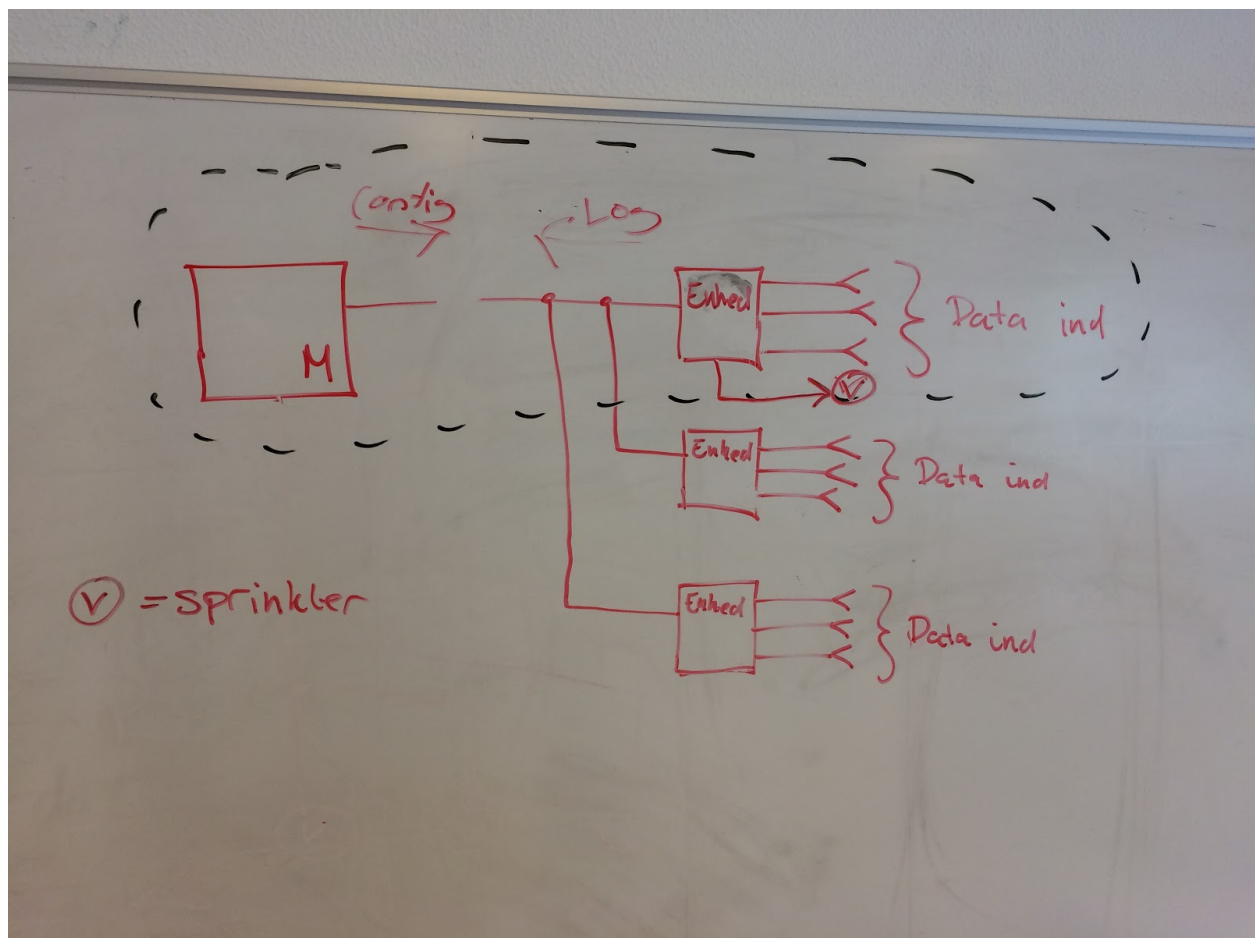 Config
Log
M
Enhed
Data ind
V
Enhed
Data ind
V = sprinkler
Enhed
Data ind